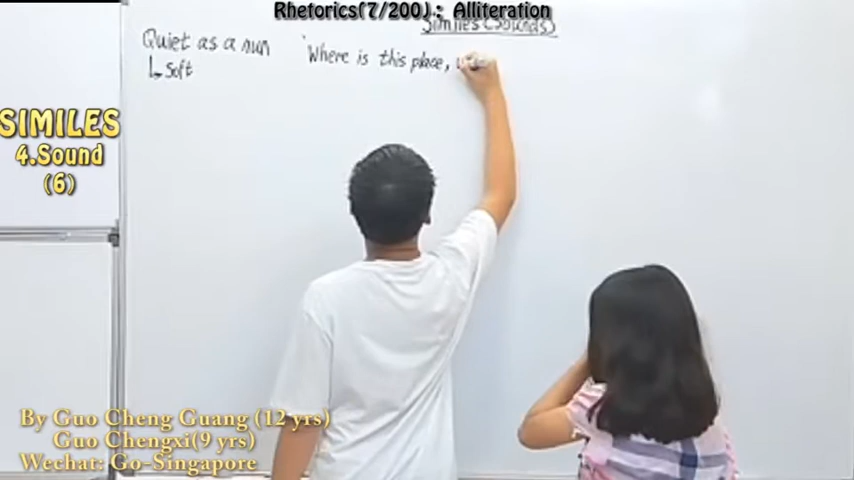 Rhetorics(7/200).: Alliteration
Similes (Sounds)
Quiet as a nun
Soft
"Where is this place,
SIMILES
4.Sound
(6)
By Guo Cheng Guang (12 yrs)
Guo Chengxi(9 yrs)
Wechat: Go-Singapore